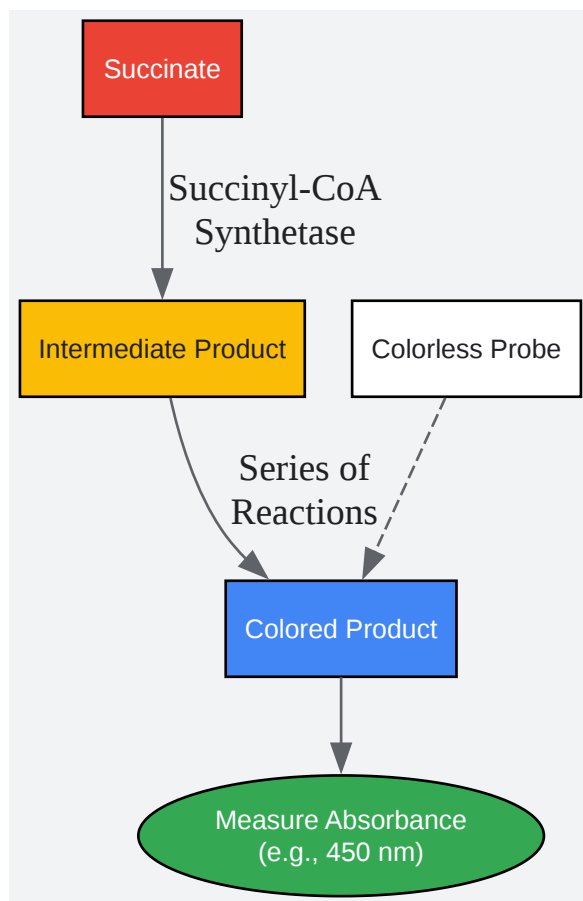 Succinate
Succinyl-CoA
Synthetase
Intermediate Product
Colorless Probe
Series of
Reactions
Colored Product
Measure Absorbance
(e.g., 450 nm)